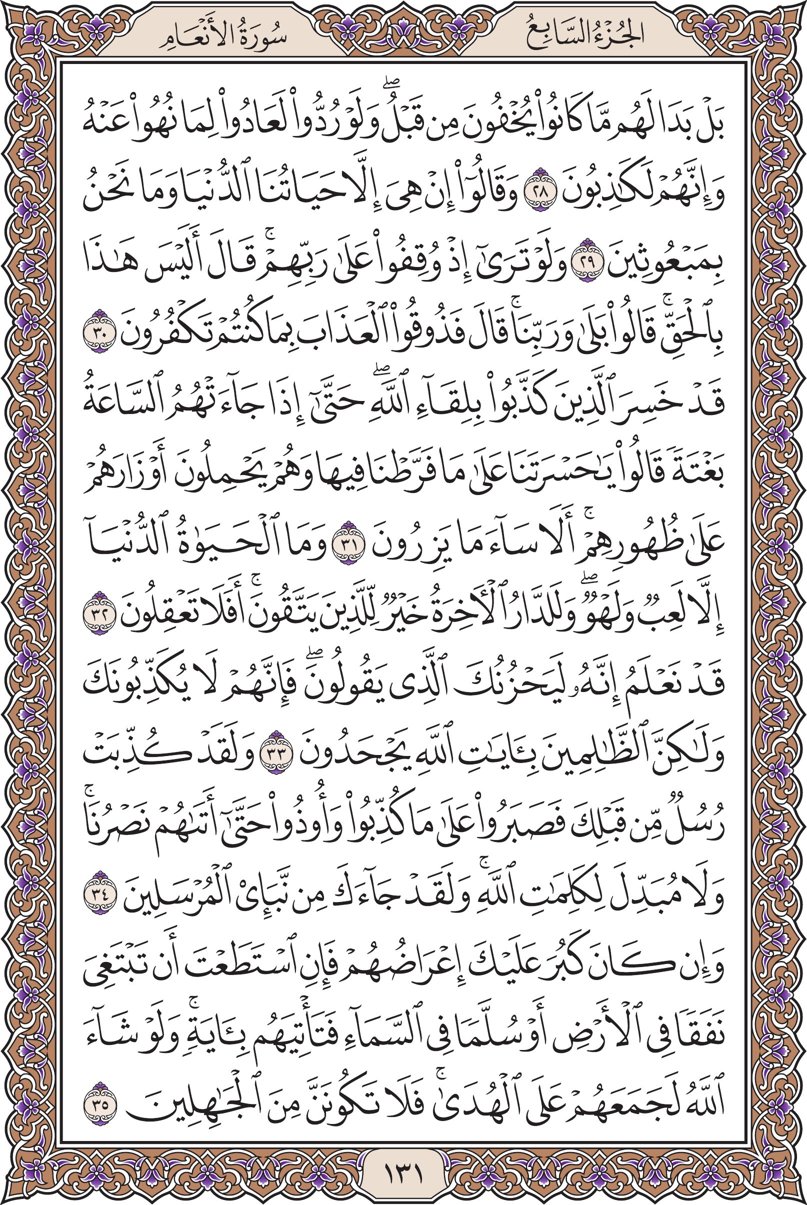 الجُزْءُ السَّابِعُ
سُورَةُ الأَنْعَامِ
بَلْ بَدَا لَهُم مَّا كَانُوا۟ يُخْفُونَ مِن قَبْلُ ۖ وَلَوْ رُدُّوا۟ لَعَادُوا۟ لِمَا نُهُوا۟ عَنْهُ
وَإِنَّهُمْ لَكَـٰذِبُونَ ٢٨ وَقَالُوٓا۟ إِنْ هِىَ إِلَّا حَيَاتُنَا ٱلدُّنْيَا وَمَا نَحْنُ
بِمَبْعُوثِينَ ٢٩ وَلَوْ تَرَىٰٓ إِذْ وُقِفُوا۟ عَلَىٰ رَبِّهِمْ ۚ قَالَ أَلَيْسَ هَـٰذَا
بِٱلْحَقِّ ۚ قَالُوا۟ بَلَىٰ وَرَبِّنَا ۚ قَالَ فَذُوقُوا۟ ٱلْعَذَابَ بِمَا كُنتُمْ تَكْفُرُونَ ٣٠
قَدْ خَسِرَ ٱلَّذِينَ كَذَّبُوا۟ بِلِقَآءِ ٱللَّهِ ۖ حَتَّىٰٓ إِذَا جَآءَتْهُمُ ٱلسَّاعَةُ
بَغْتَةً قَالُوا۟ يَـٰحَسْرَتَنَا عَلَىٰ مَا فَرَّطْنَا فِيهَا وَهُمْ يَحْمِلُونَ أَوْزَارَهُمْ
عَلَىٰ ظُهُورِهِمْ ۚ أَلَا سَآءَ مَا يَزِرُونَ ٣١ وَمَا ٱلْحَيَوٰةُ ٱلدُّنْيَآ
إِلَّا لَعِبٌ وَلَهْوٌ ۖ وَلَلدَّارُ ٱلْـَٔاخِرَةُ خَيْرٌ لِّلَّذِينَ يَتَّقُونَ ۚ أَفَلَا تَعْقِلُونَ ٣٢
قَدْ نَعْلَمُ إِنَّهُۥ لَيَحْزُنُكَ ٱلَّذِى يَقُولُونَ ۖ فَإِنَّهُمْ لَا يُكَذِّبُونَكَ
وَلَـٰكِنَّ ٱلظَّـٰلِمِينَ بِـَٔايَـٰتِ ٱللَّهِ يَجْحَدُونَ ٣٣ وَلَقَدْ كُذِّبَتْ
رُسُلٌ مِّن قَبْلِكَ فَصَبَرُوا۟ عَلَىٰ مَا كُذِّبُوا۟ وَأُوذُوا۟ حَتَّىٰٓ أَتَىٰهُمْ نَصْرُنَا ۚ
وَلَا مُبَدِّلَ لِكَلِمَـٰتِ ٱللَّهِ ۚ وَلَقَدْ جَآءَكَ مِن نَّبَإِى۟ ٱلْمُرْسَلِينَ ٣٤
وَإِن كَانَ كَبُرَ عَلَيْكَ إِعْرَاضُهُمْ فَإِنِ ٱسْتَطَعْتَ أَن تَبْتَغِىَ
نَفَقًا فِى ٱلْأَرْضِ أَوْ سُلَّمًا فِى ٱلسَّمَآءِ فَتَأْتِيَهُم بِـَٔايَةٍ ۚ وَلَوْ شَآءَ
ٱللَّهُ لَجَمَعَهُمْ عَلَى ٱلْهُدَىٰ ۚ فَلَا تَكُونَنَّ مِنَ ٱلْجَـٰهِلِينَ ٣٥
١٣١